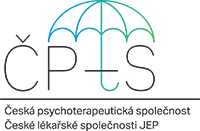 ČPtS
Česká psychoterapeutická společnost
České lékařské společnosti JEP